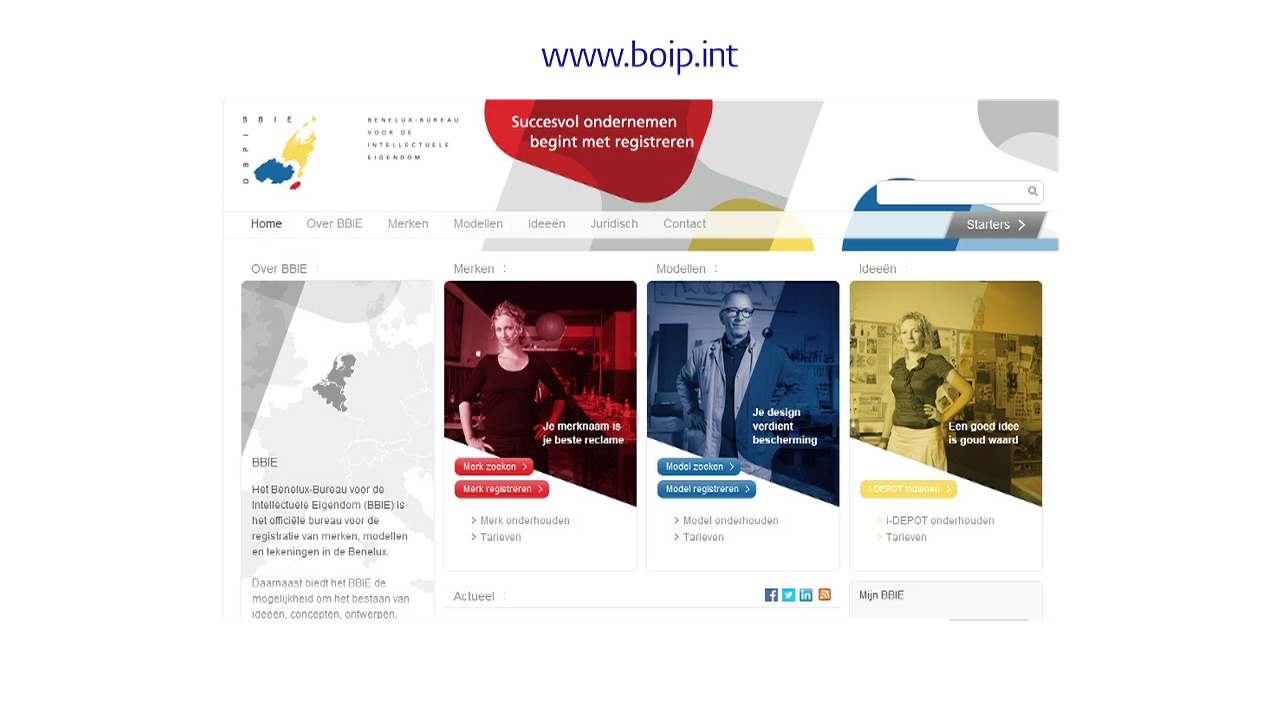 www.boip.int
BBIE
OBPI
BENELUX-BUREAU
VOOR DE
INTELLECTUELE
EIGENDOM
Succesvol ondernemen
begint met registreren
Home Over BBIE Merken Modellen Ideeën Juridisch Contact Starters
Over BBIE
BBIE
Het Benelux-Bureau voor de
Intellectuele Eigendom (BBIE) is
het officiële bureau voor de
registratie van merken, modellen
en tekeningen in de Benelux.
Daarnaast biedt het BBIE de
mogelijkheid om het bestaan van
ideeën, concepten, ontwerpen,
Merken
Je merknaam is
je beste reclame
Merk zoeken
Merk registreren
Merk onderhouden
Tarieven
Modellen
Je design
verdient
bescherming
Model zoeken
Model registreren
Model onderhouden
Tarieven
Ideeën
Een goed idee
is goud waard
i-DEPOT indienen
i-DEPOT onderhouden
Tarieven
Actueel
Mijn BBIE